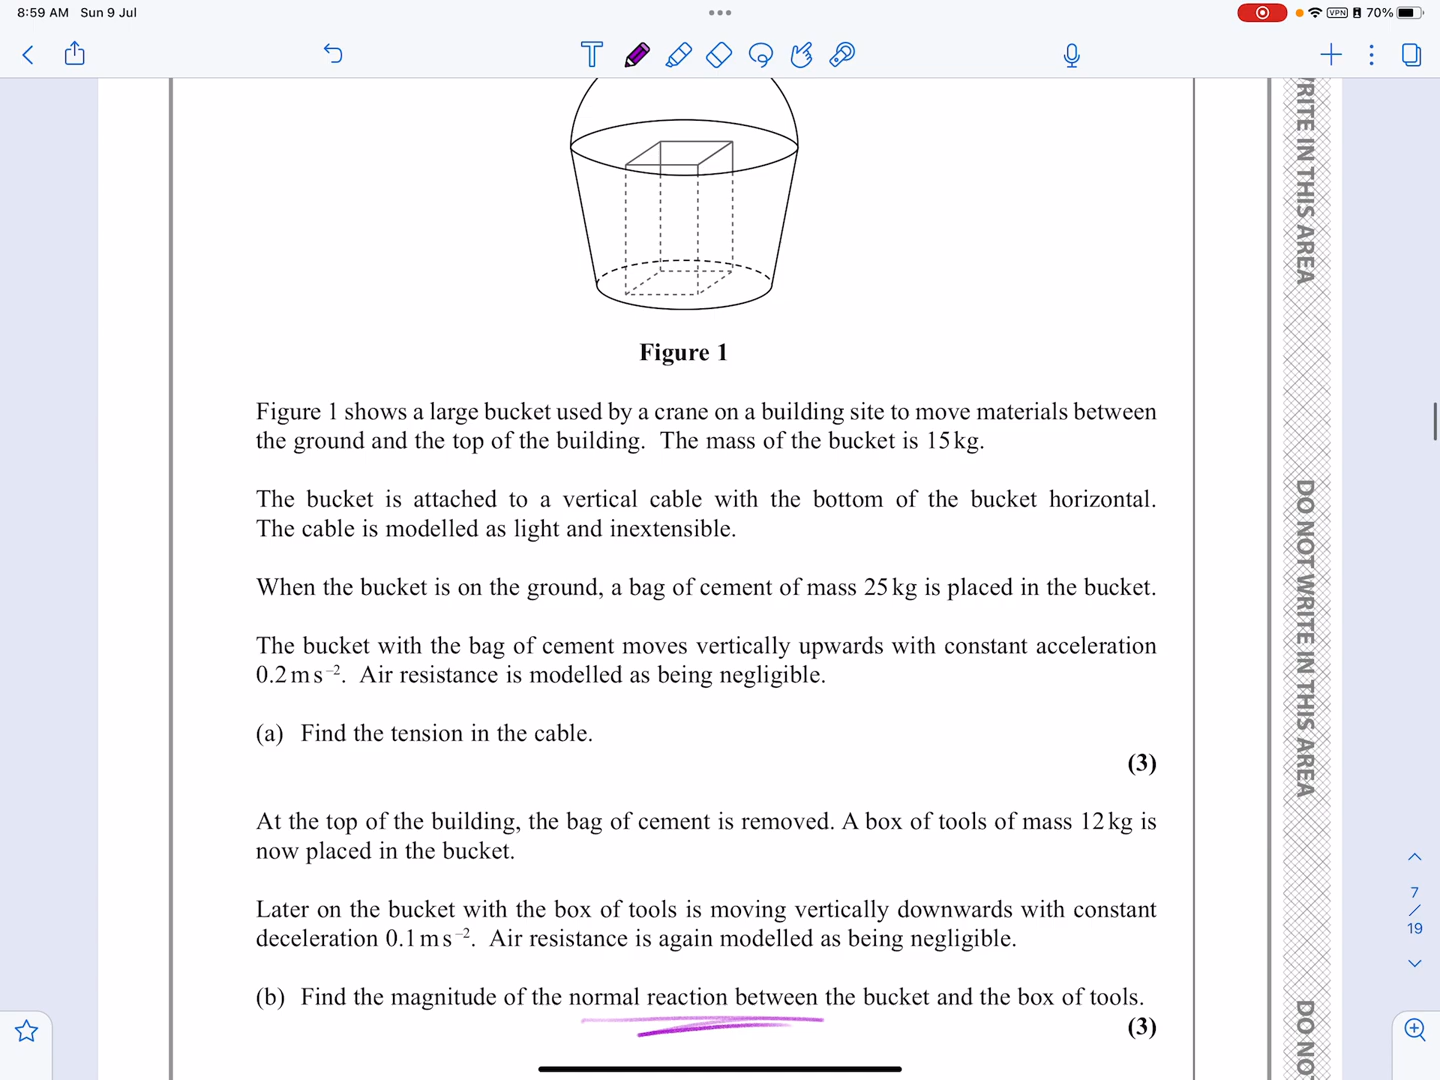 8:59 AM Sun 9 Jul
VPN 70%
Figure 1
Figure 1 shows a large bucket used by a crane on a building site to move materials between
the ground and the top of the building. The mass of the bucket is 15 kg.
The bucket is attached to a vertical cable with the bottom of the bucket horizontal.
The cable is modelled as light and inextensible.
When the bucket is on the ground, a bag of cement of mass 25 kg is placed in the bucket.
The bucket with the bag of cement moves vertically upwards with constant acceleration
0.2 m s⁻². Air resistance is modelled as being negligible.
(a) Find the tension in the cable.
(3)
At the top of the building, the bag of cement is removed. A box of tools of mass 12 kg is
now placed in the bucket.
Later on the bucket with the box of tools is moving vertically downwards with constant
deceleration 0.1 m s⁻². Air resistance is again modelled as being negligible.
(b) Find the magnitude of the normal reaction between the bucket and the box of tools.
(3)
RITE IN THIS AREA
DO NOT WRITE IN THIS AREA
DO NO
7
/
19